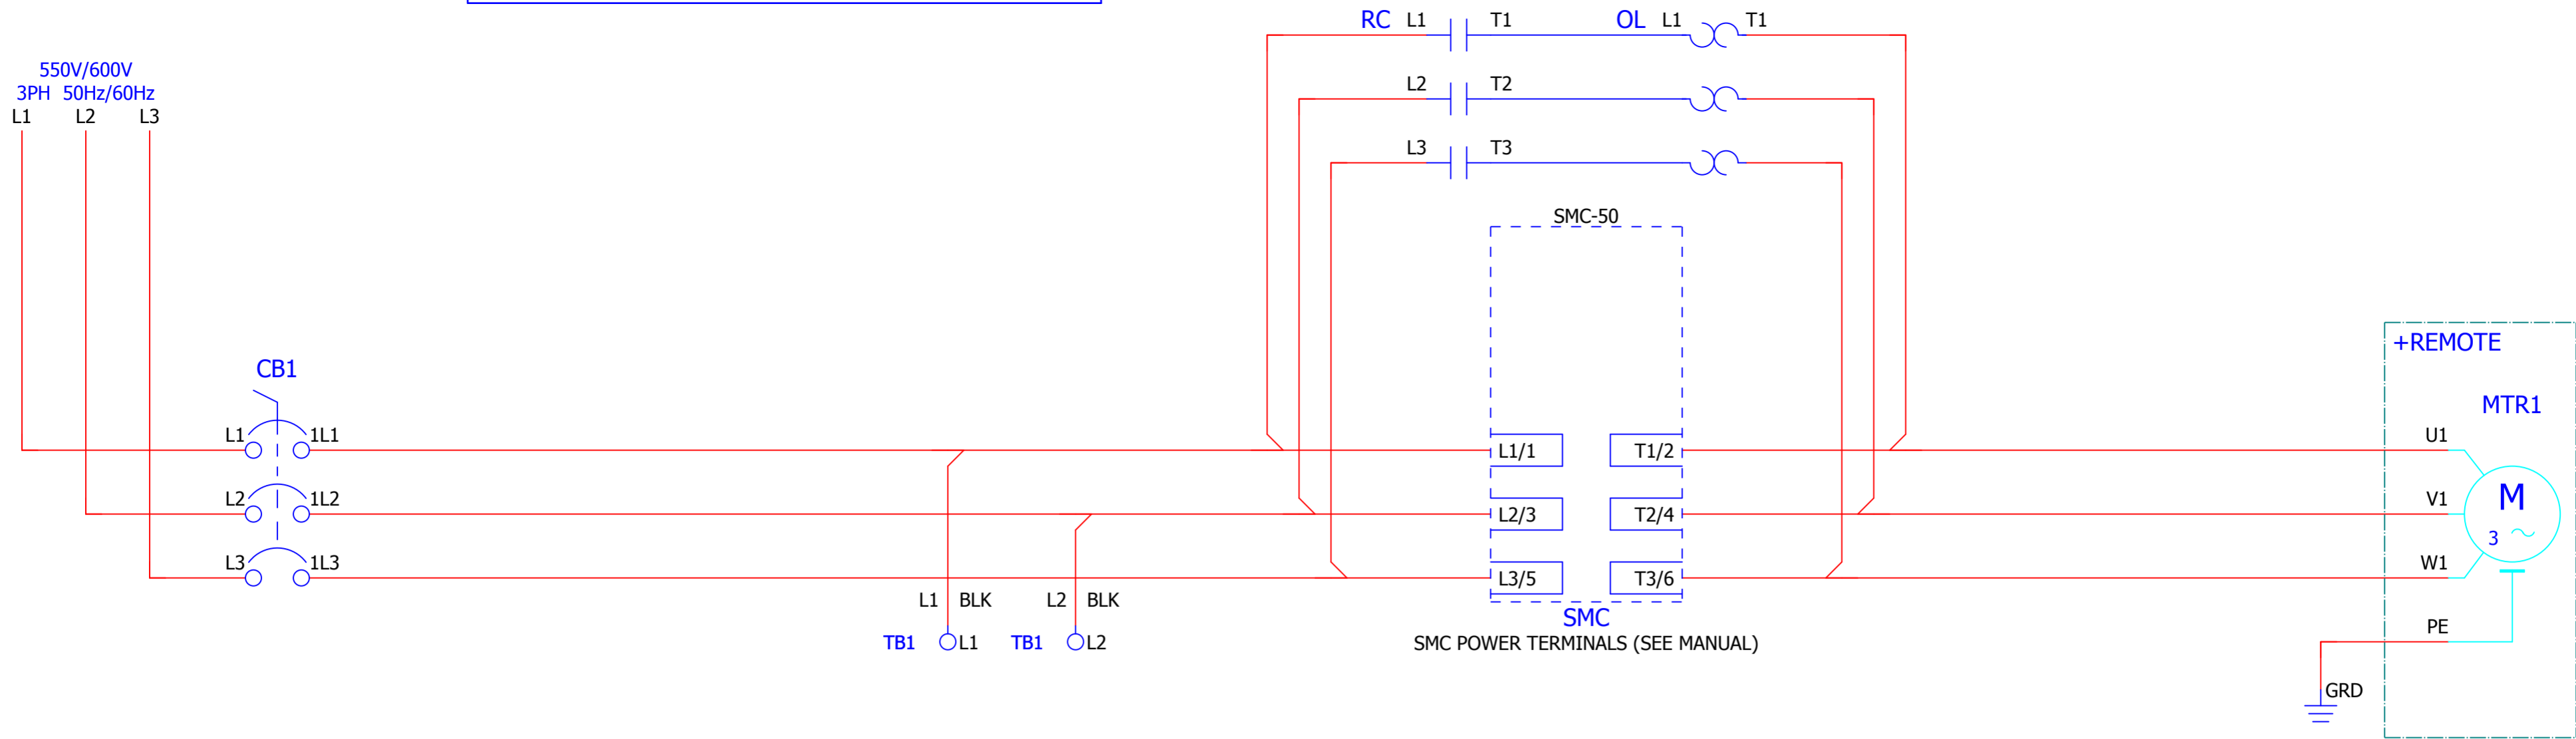 RC L1 T1 OL L1 T1
550V/600V
3PH 50Hz/60Hz
L1 L2 L3
L2 T2
L3 T3
SMC-50
+REMOTE
CB1
MTR1
L1 1L1 L1/1 T1/2 U1
L2 1L2 L2/3 T2/4 V1
M
3 ~
L3 1L3 L3/5 T3/6 W1
L1 BLK L2 BLK
SMC
TB1 L1 TB1 L2 SMC POWER TERMINALS (SEE MANUAL) PE
GRD